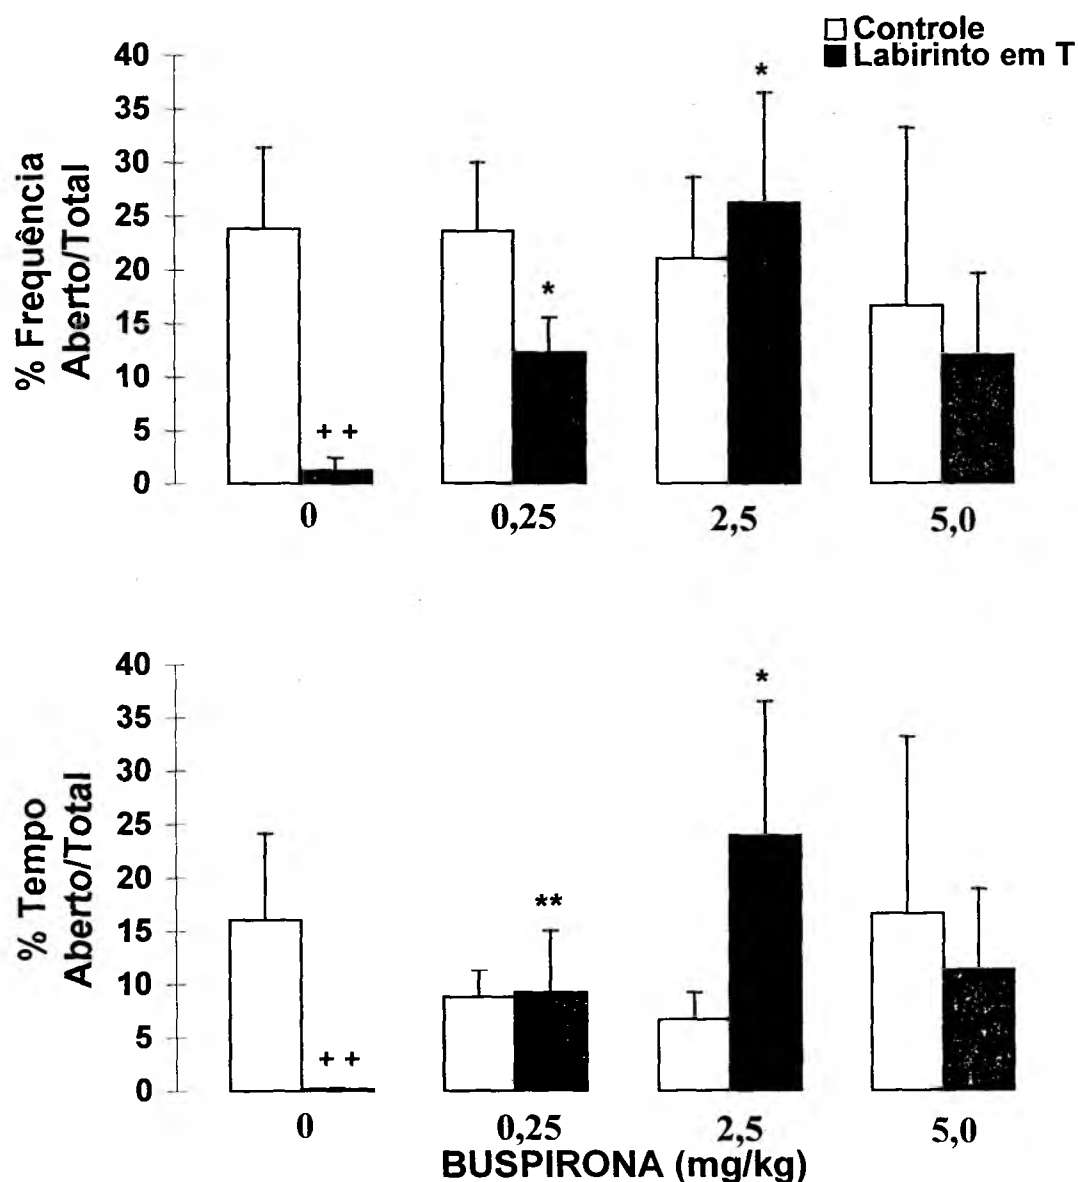 Controle
Labirinto em T
% Frequência
Aberto/Total
40
35
30
25
20
15
10
5
0
+ +
*
*
0 0,25 2,5 5,0
% Tempo
Aberto/Total
40
35
30
25
20
15
10
5
0
+ +
**
*
0 0,25 2,5 5,0
BUSPIRONA (mg/kg)